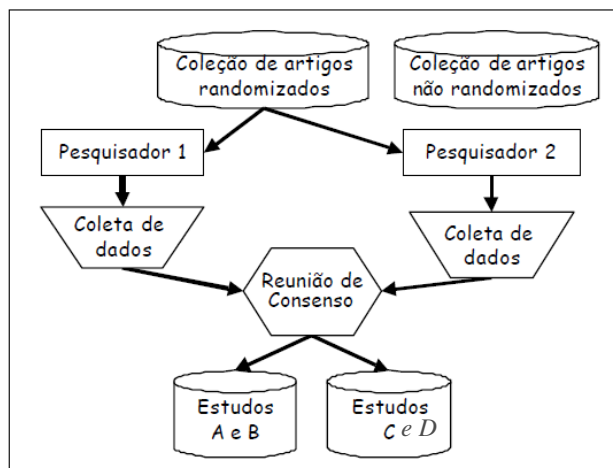 Coleção de artigos
randomizados
Coleção de artigos
não randomizados
Pesquisador 1
Pesquisador 2
Coleta de
dados
Coleta de
dados
Reunião de
Consenso
Estudos
A e B
Estudos
C e D